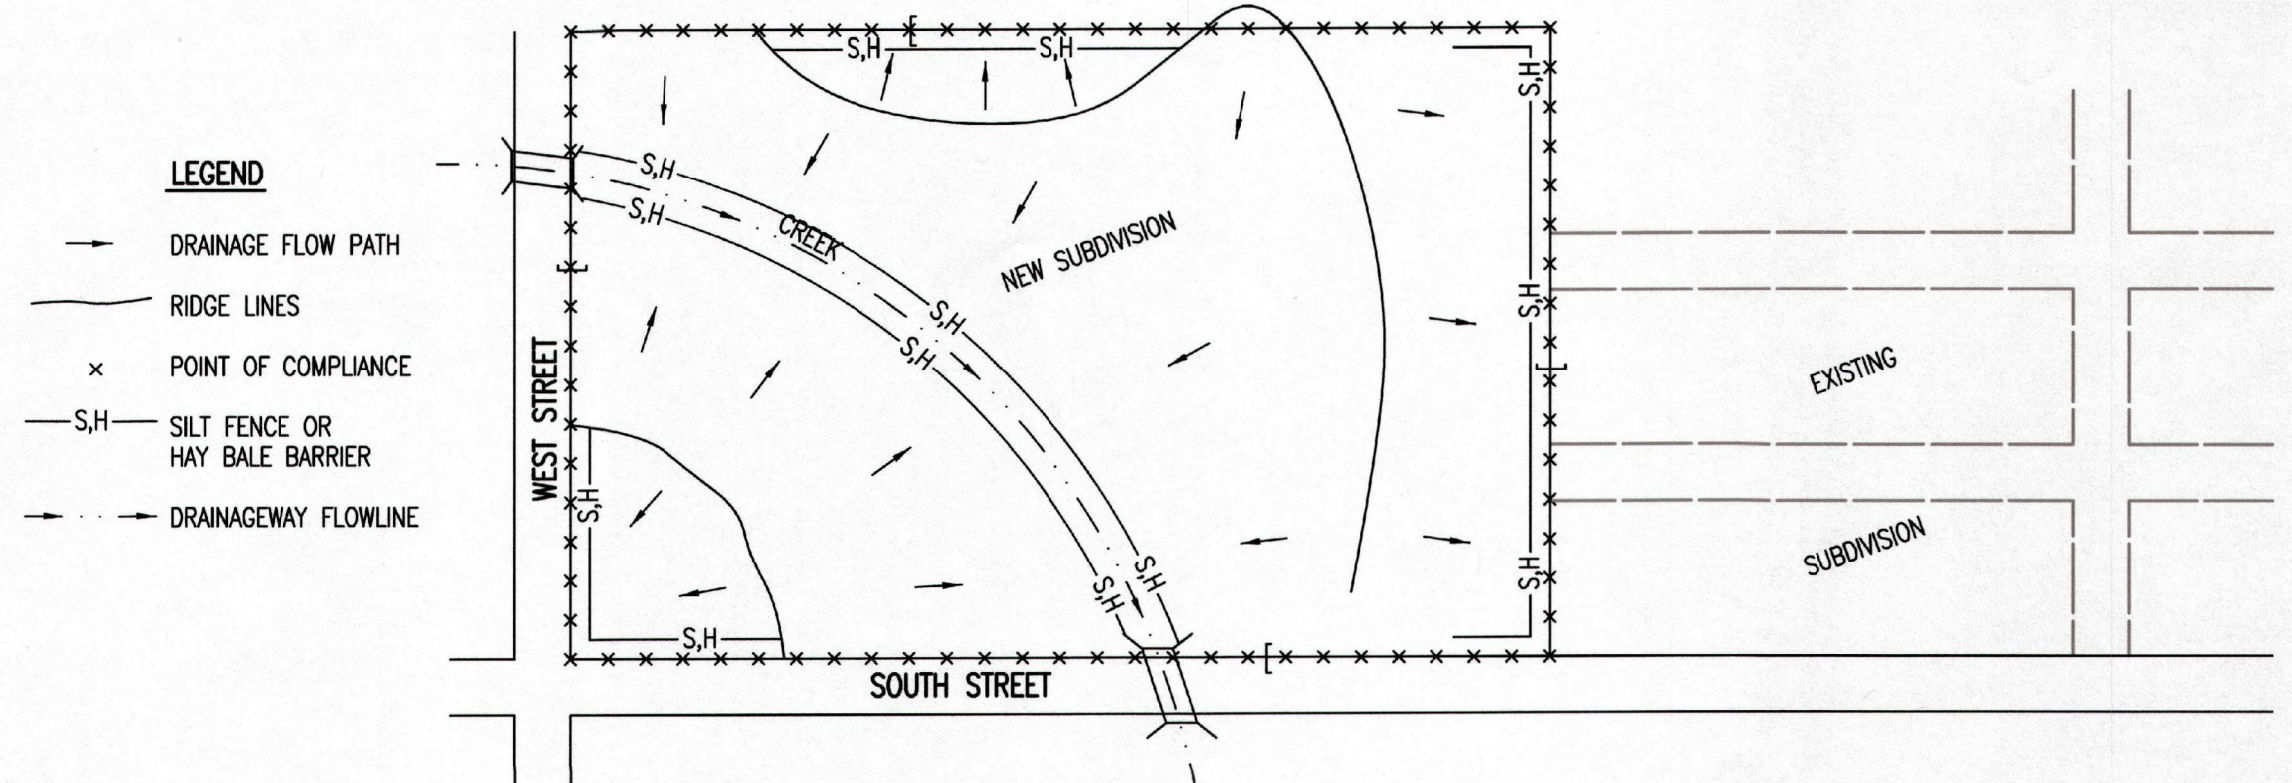 LEGEND
DRAINAGE FLOW PATH
RIDGE LINES
× POINT OF COMPLIANCE
S,H SILT FENCE OR
HAY BALE BARRIER
DRAINAGEWAY FLOWLINE
S,H
S,H
S,H
S,H
S,H
CREEK
NEW SUBDIVISION
S,H
S,H
S,H
S,H
WEST STREET
EXISTING
S,H
S,H
S,H
S,H
S,H
SUBDIVISION
SOUTH STREET